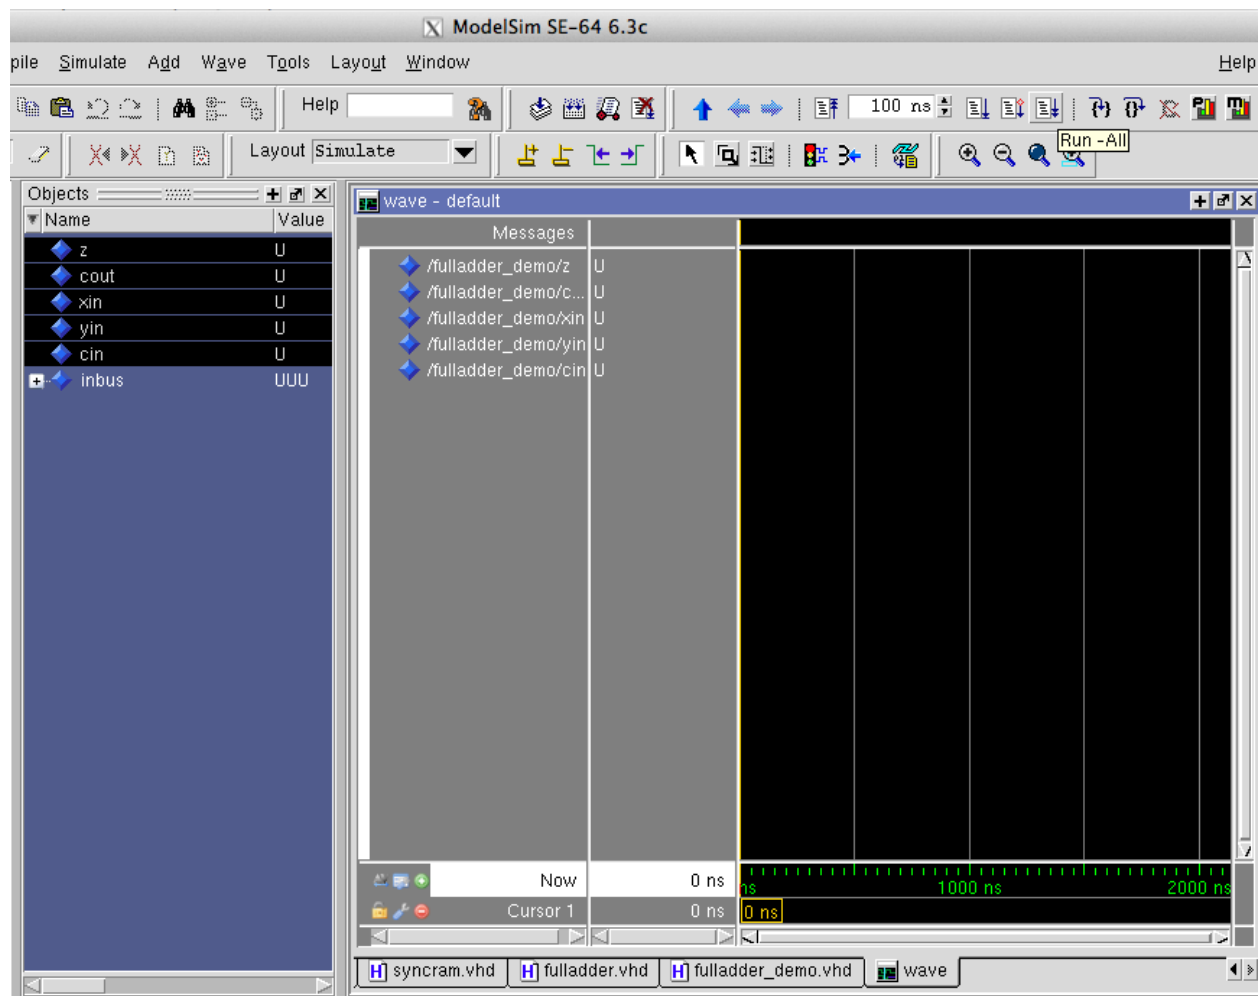 ModelSim SE-64 6.3c
pile Simulate Add Wave Tools Layout Window Help
Help 100 ns
Layout Simulate Run -All
Objects
wave - default
Name Value
Messages
z U
cout U
xin U
yin U
cin U
inbus UUU
/fulladder_demo/z U
/fulladder_demo/c... U
/fulladder_demo/xin U
/fulladder_demo/yin U
/fulladder_demo/cin U
Now 0 ns
ns 1000 ns 2000 ns
Cursor 1 0 ns 0 ns
syncram.vhd fulladder.vhd fulladder_demo.vhd wave